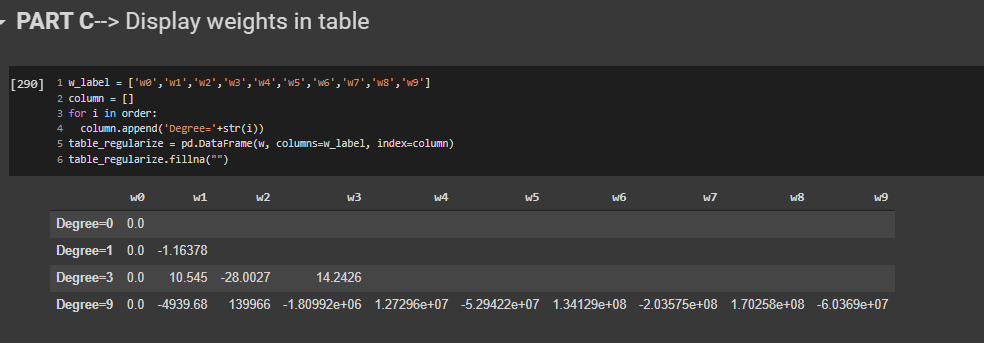 PART C--> Display weights in table
[290] 1 w_label = ['w0','w1','w2','w3','w4','w5','w6','w7','w8','w9']
2 column = []
3 for i in order:
4   column.append('Degree='+str(i))
5 table_regularize = pd.DataFrame(w, columns=w_label, index=column)
6 table_regularize.fillna("")
w0 w1 w2 w3 w4 w5 w6 w7 w8 w9
Degree=0 0.0
Degree=1 0.0 -1.16378
Degree=3 0.0 10.545 -28.0027 14.2426
Degree=9 0.0 -4939.68 139966 -1.80992e+06 1.27296e+07 -5.29422e+07 1.34129e+08 -2.03575e+08 1.70258e+08 -6.0369e+07